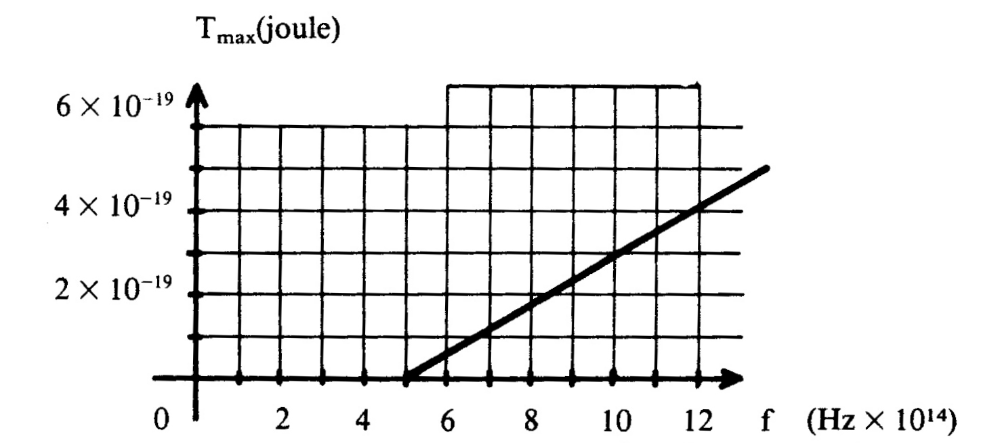 T_max(joule)
6 × 10⁻¹⁹
4 × 10⁻¹⁹
2 × 10⁻¹⁹
0 2 4 6 8 10 12 f (Hz × 10¹⁴)